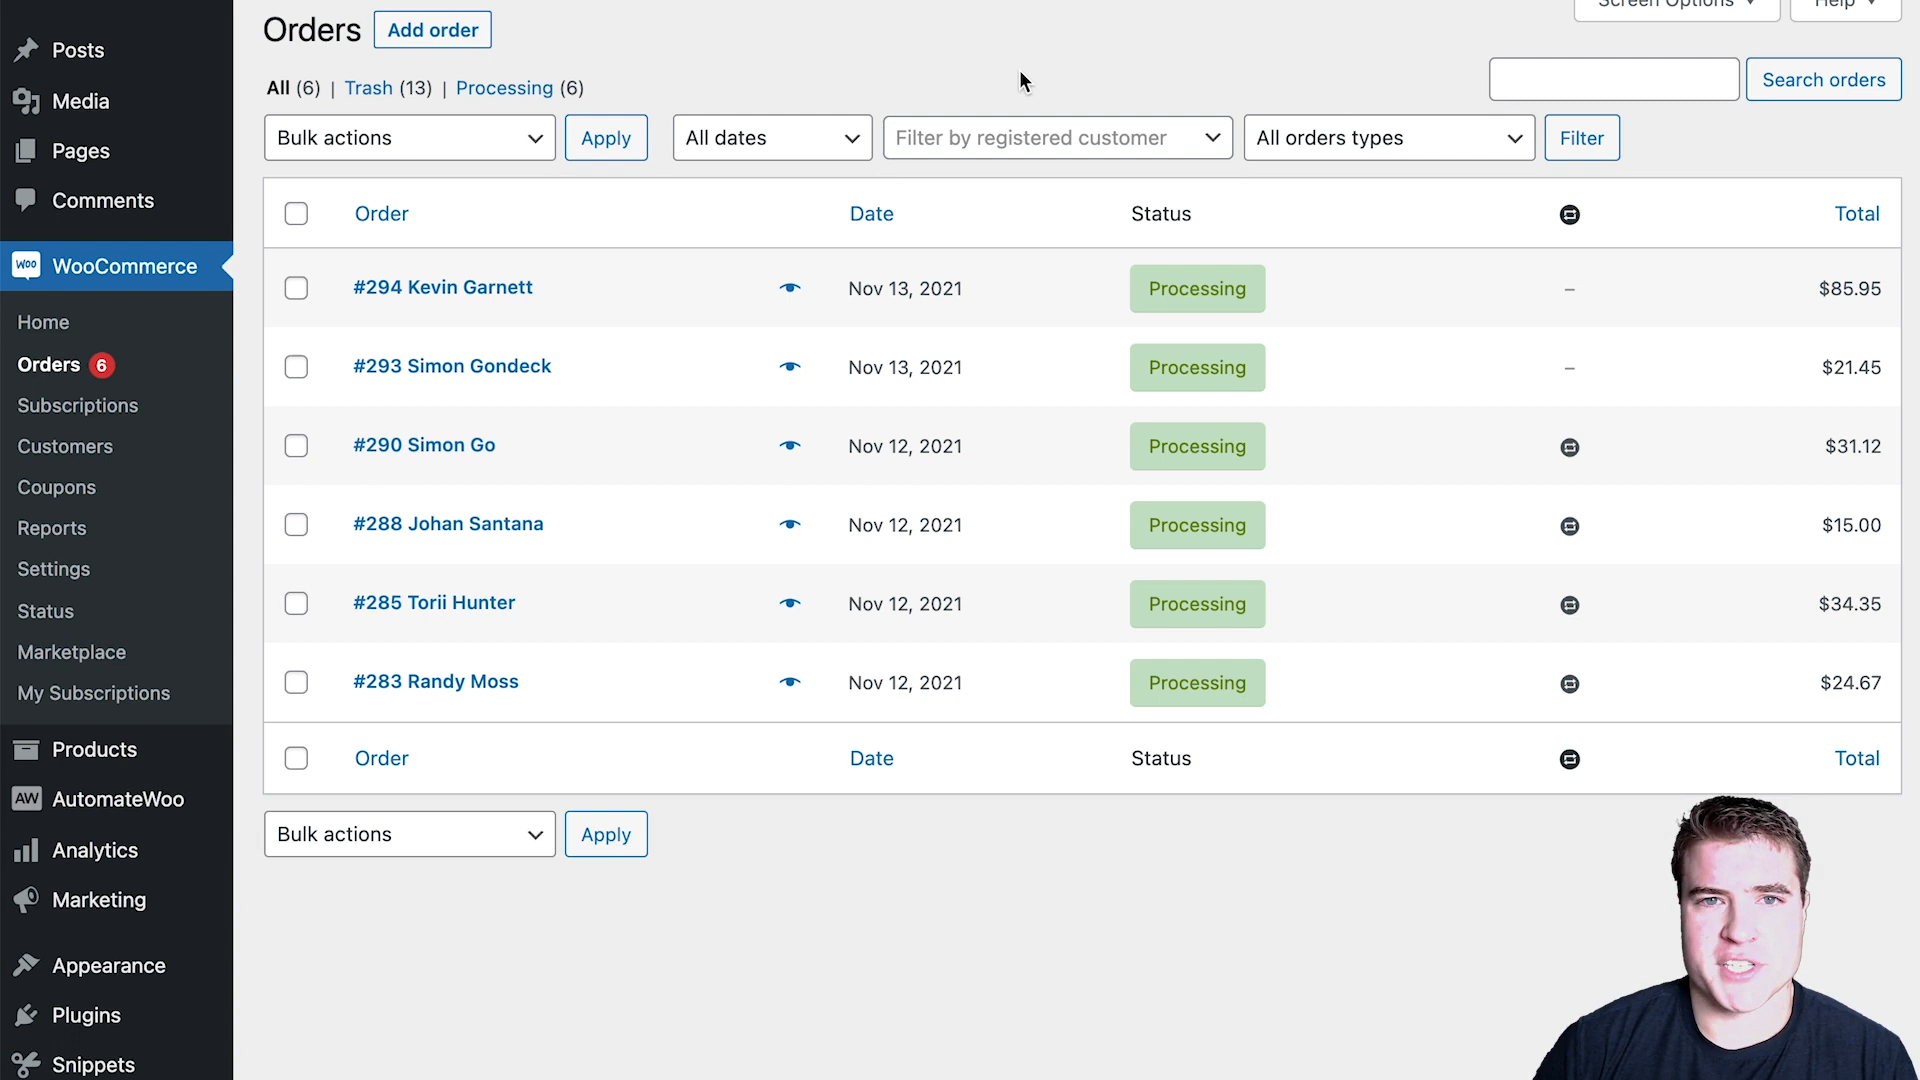 Screen Options
Help
Orders
Add order
All (6) | Trash (13) | Processing (6)
Search orders
Bulk actions
Apply
All dates
Filter by registered customer
All orders types
Filter
Order
Date
Status
Total
#294 Kevin Garnett
Nov 13, 2021
Processing
–
$85.95
#293 Simon Gondeck
Nov 13, 2021
Processing
–
$21.45
#290 Simon Go
Nov 12, 2021
Processing
$31.12
#288 Johan Santana
Nov 12, 2021
Processing
$15.00
#285 Torii Hunter
Nov 12, 2021
Processing
$34.35
#283 Randy Moss
Nov 12, 2021
Processing
$24.67
Order
Date
Status
Total
Bulk actions
Apply
Posts
Media
Pages
Comments
Woo
WooCommerce
Home
Orders 6
Subscriptions
Customers
Coupons
Reports
Settings
Status
Marketplace
My Subscriptions
Products
AW
AutomateWoo
Analytics
Marketing
Appearance
Plugins
Snippets